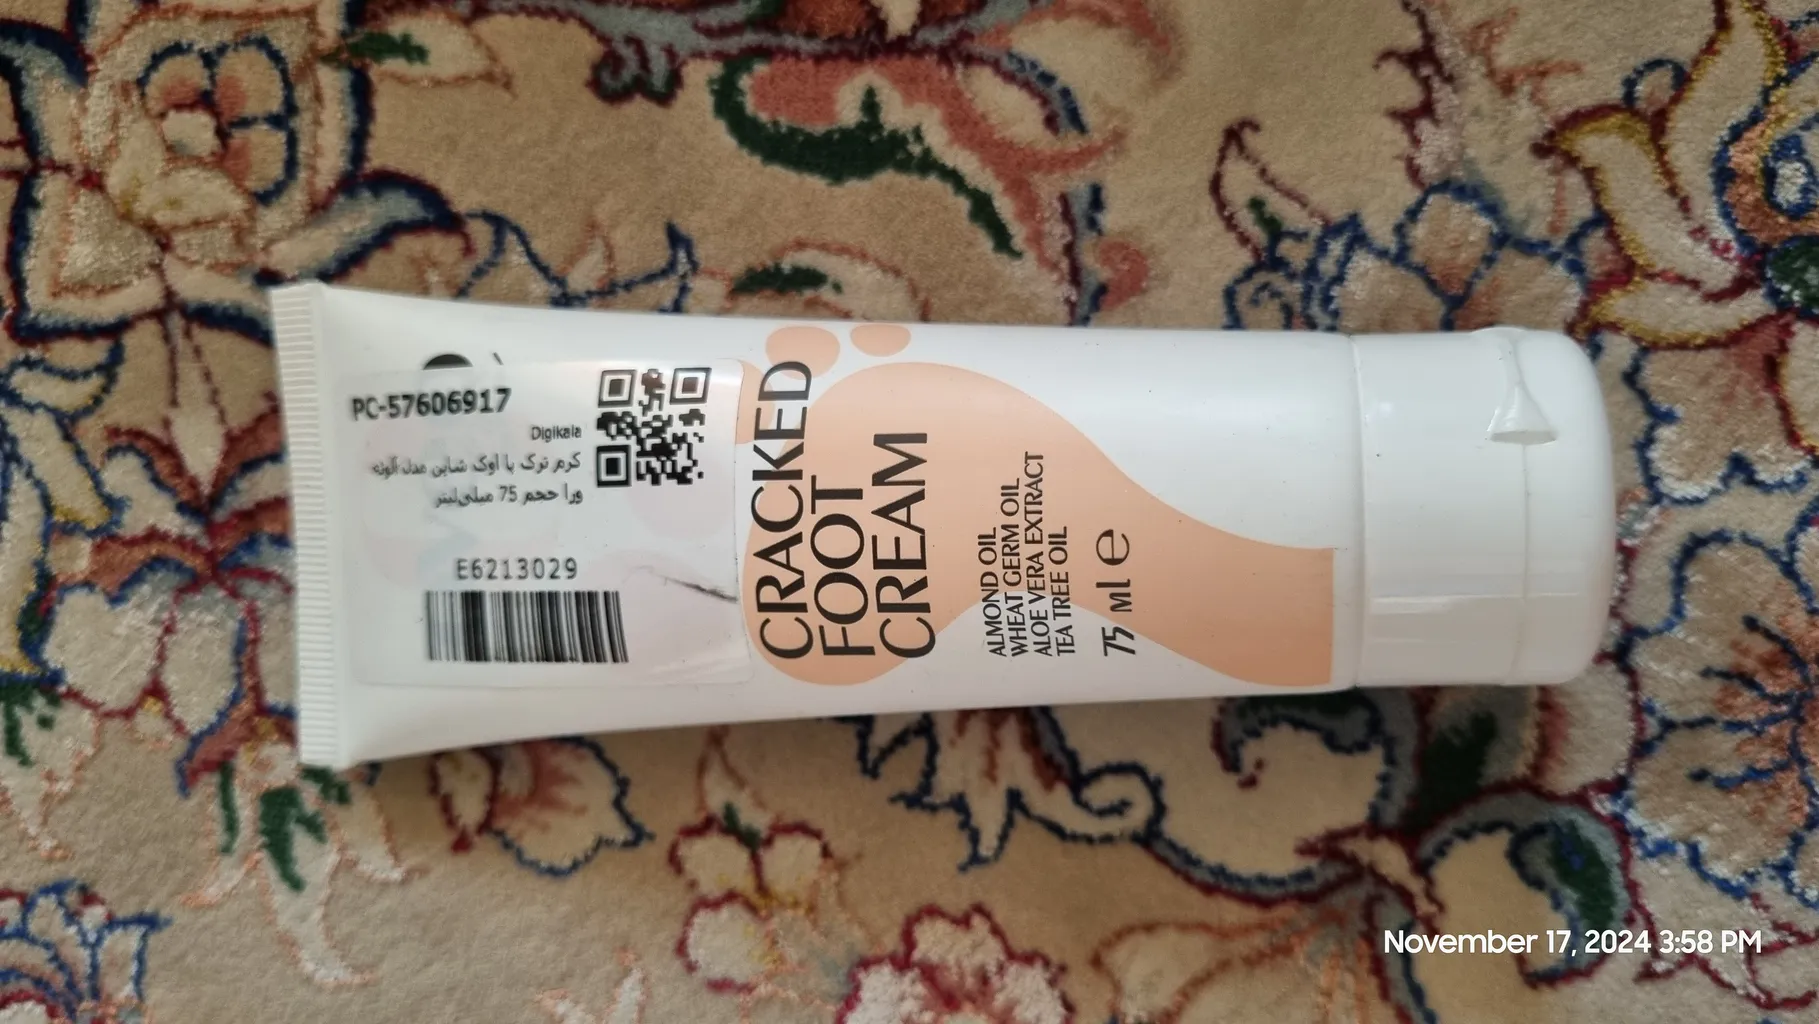 PC-57606917
Digikala
کرم ترک پا اوک شاین مدل آلوئه
ورا حجم 75 میلی‌لیتر
E6213029
CRACKED
FOOT
CREAM
ALMOND OIL
WHEAT GERM OIL
ALOE VERA EXTRACT
TEA TREE OIL
75 ml e
November 17, 2024 3:58 PM